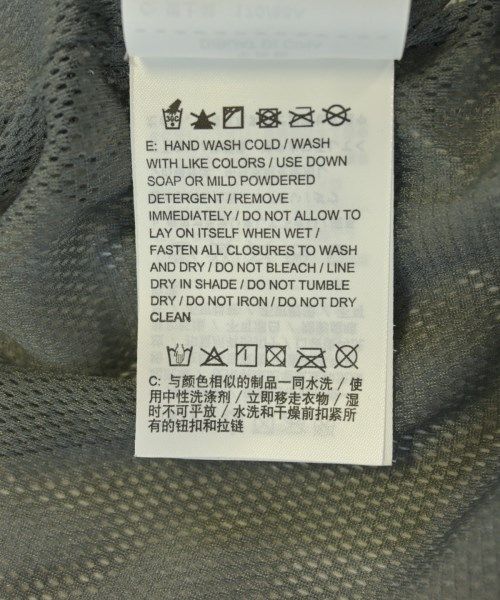 E: HAND WASH COLD / WASH
WITH LIKE COLORS / USE DOWN
SOAP OR MILD POWDERED
DETERGENT / REMOVE
IMMEDIATELY / DO NOT ALLOW TO
LAY ON ITSELF WHEN WET /
FASTEN ALL CLOSURES TO WASH
AND DRY / DO NOT BLEACH / LINE
DRY IN SHADE / DO NOT TUMBLE
DRY / DO NOT IRON / DO NOT DRY
CLEAN
C: 与颜色相似的制品一同水洗 / 使
用中性洗涤剂 / 立即移走衣物 / 湿
时不可平放 / 水洗和干燥前扣紧所
有的钮扣和拉链